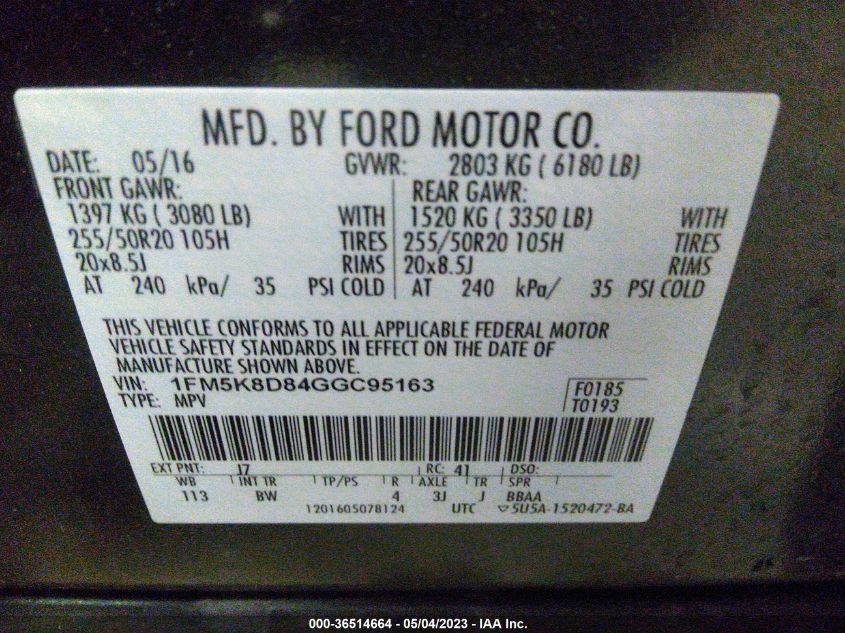 MFD. BY FORD MOTOR CO.
DATE: 05/16 GVWR: 2803 KG ( 6180 LB)
FRONT GAWR: REAR GAWR:
1397 KG ( 3080 LB) WITH 1520 KG ( 3350 LB) WITH
255/50R20 105H TIRES 255/50R20 105H TIRES
20x8.5J RIMS 20x8.5J RIMS
AT 240 kPa/ 35 PSI COLD AT 240 kPa/ 35 PSI COLD
THIS VEHICLE CONFORMS TO ALL APPLICABLE FEDERAL MOTOR
VEHICLE SAFETY STANDARDS IN EFFECT ON THE DATE OF
MANUFACTURE SHOWN ABOVE.
VIN: 1FM5K8D84GGC95163 F0185
TYPE: MPV T0193
EXT PNT: J7 RC: 41 DSO:
WB INT TR TP/PS R AXLE TR SPR
113 BW 4 3J J BBAA
1201605078124 UTC ▽5U5A-1520472-BA
000-36514664 - 05/04/2023 - IAA Inc.